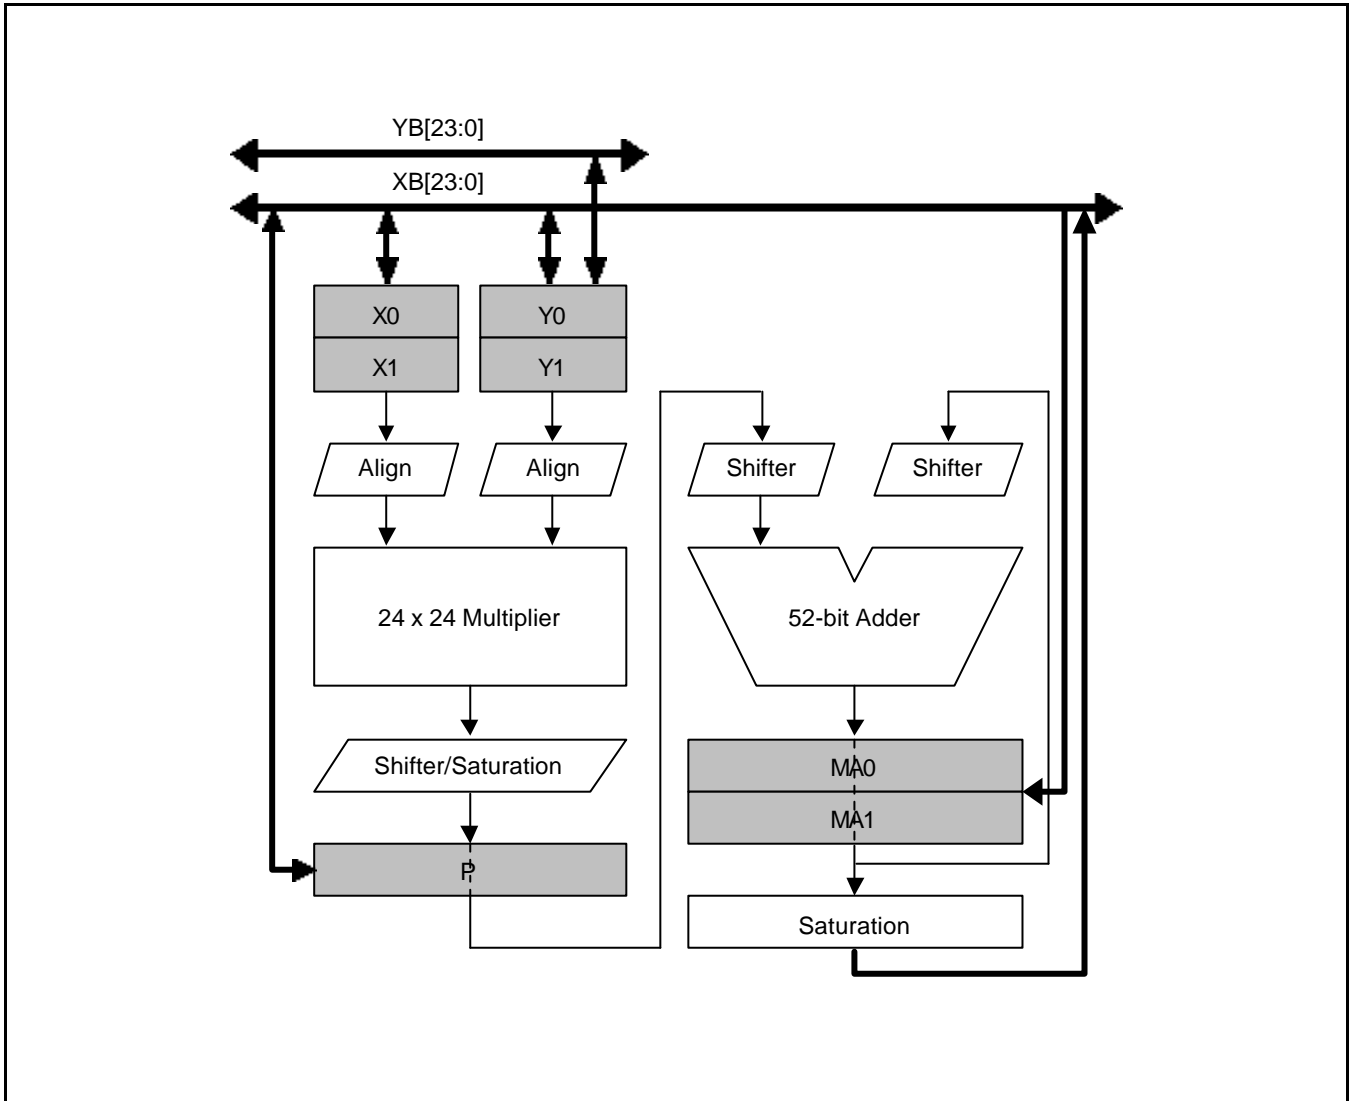 YB[23:0]
XB[23:0]
X0
Y0
X1
Y1
Align
Align
Shifter
Shifter
24 x 24 Multiplier
52-bit Adder
Shifter/Saturation
MA0
MA1
P
Saturation